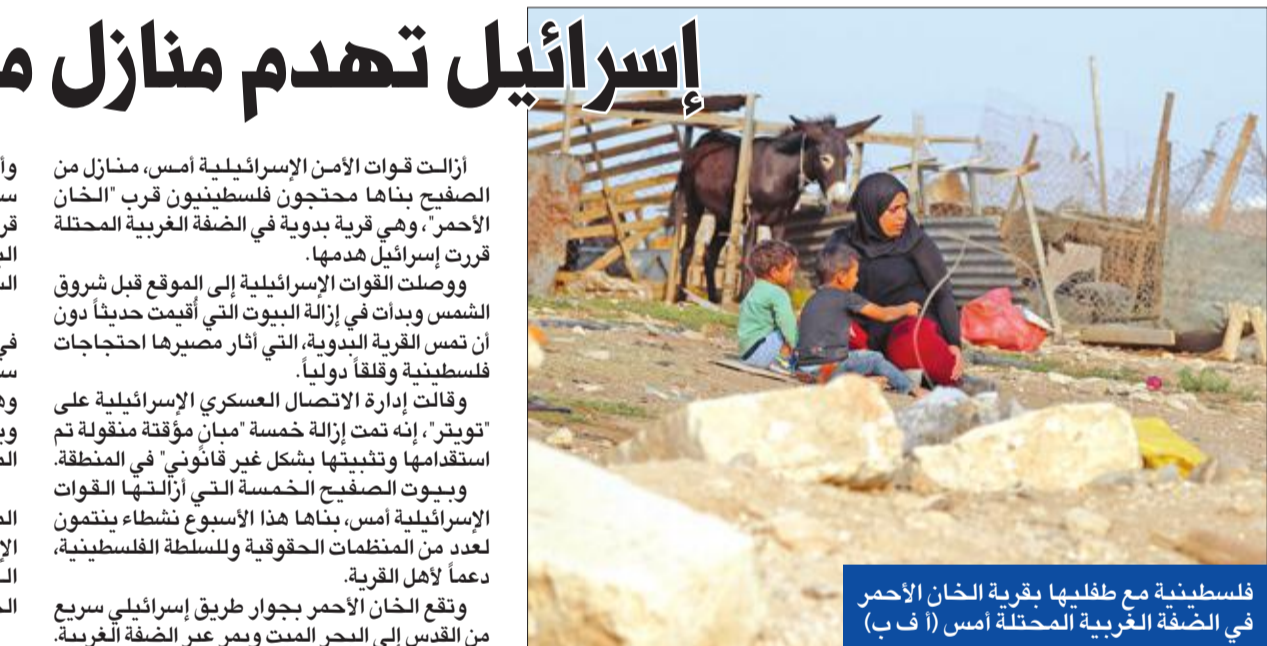 إسرائيل تهدم منازل
أزالت قوات الأمن الإسرائيلية أمس، منازل من
الصفيح بناها محتجون فلسطينيون قرب "الخان
الأحمر"، وهي قرية بدوية في الضفة الغربية المحتلة
قررت إسرائيل هدمها.
ووصلت القوات الإسرائيلية إلى الموقع قبل شروق
الشمس وبدأت في إزالة البيوت التي أُقيمت حديثاً دون
أن تمس القرية البدوية، التي أثار مصيرها احتجاجات
فلسطينية وقلقاً دولياً.
وقالت إدارة الاتصال العسكري الإسرائيلية على
"تويتر"، إنه تمت إزالة خمسة "مبانٍ مؤقتة منقولة تم
استقدامها وتثبيتها بشكل غير قانوني" في المنطقة.
وبيوت الصفيح الخمسة التي أزالتها القوات
الإسرائيلية أمس، بناها هذا الأسبوع نشطاء ينتمون
لعدد من المنظمات الحقوقية وللسلطة الفلسطينية،
دعماً لأهل القرية.
وتقع الخان الأحمر بجوار طريق إسرائيلي سريع
من القدس إلى البحر الميت ويمر عبر الضفة الغربية.
فلسطينية مع طفليها بقرية الخان الأحمر
في الضفة الغربية المحتلة أمس (أ ف ب)